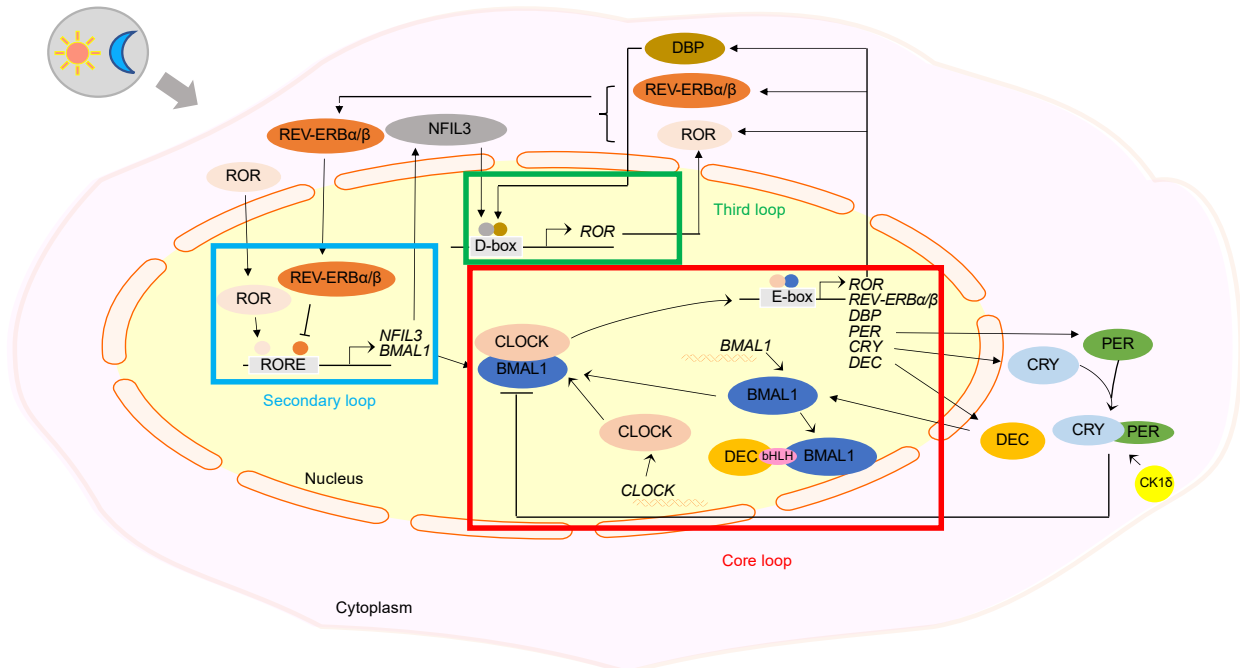 DBP
REV-ERBα/β
REV-ERBα/β
NFIL3
ROR
ROR
Third loop
ROR
D-box
REV-ERBα/β
ROR
E-box
ROR
REV-ERBα/β
DBP
PER
CRY
DEC
NFIL3
BMAL1
RORE
CLOCK
BMAL1
BMAL1
PER
CRY
Secondary loop
BMAL1
CLOCK
CRY
PER
DEC
DEC
bHLH
BMAL1
Nucleus
CLOCK
CK1δ
Core loop
Cytoplasm